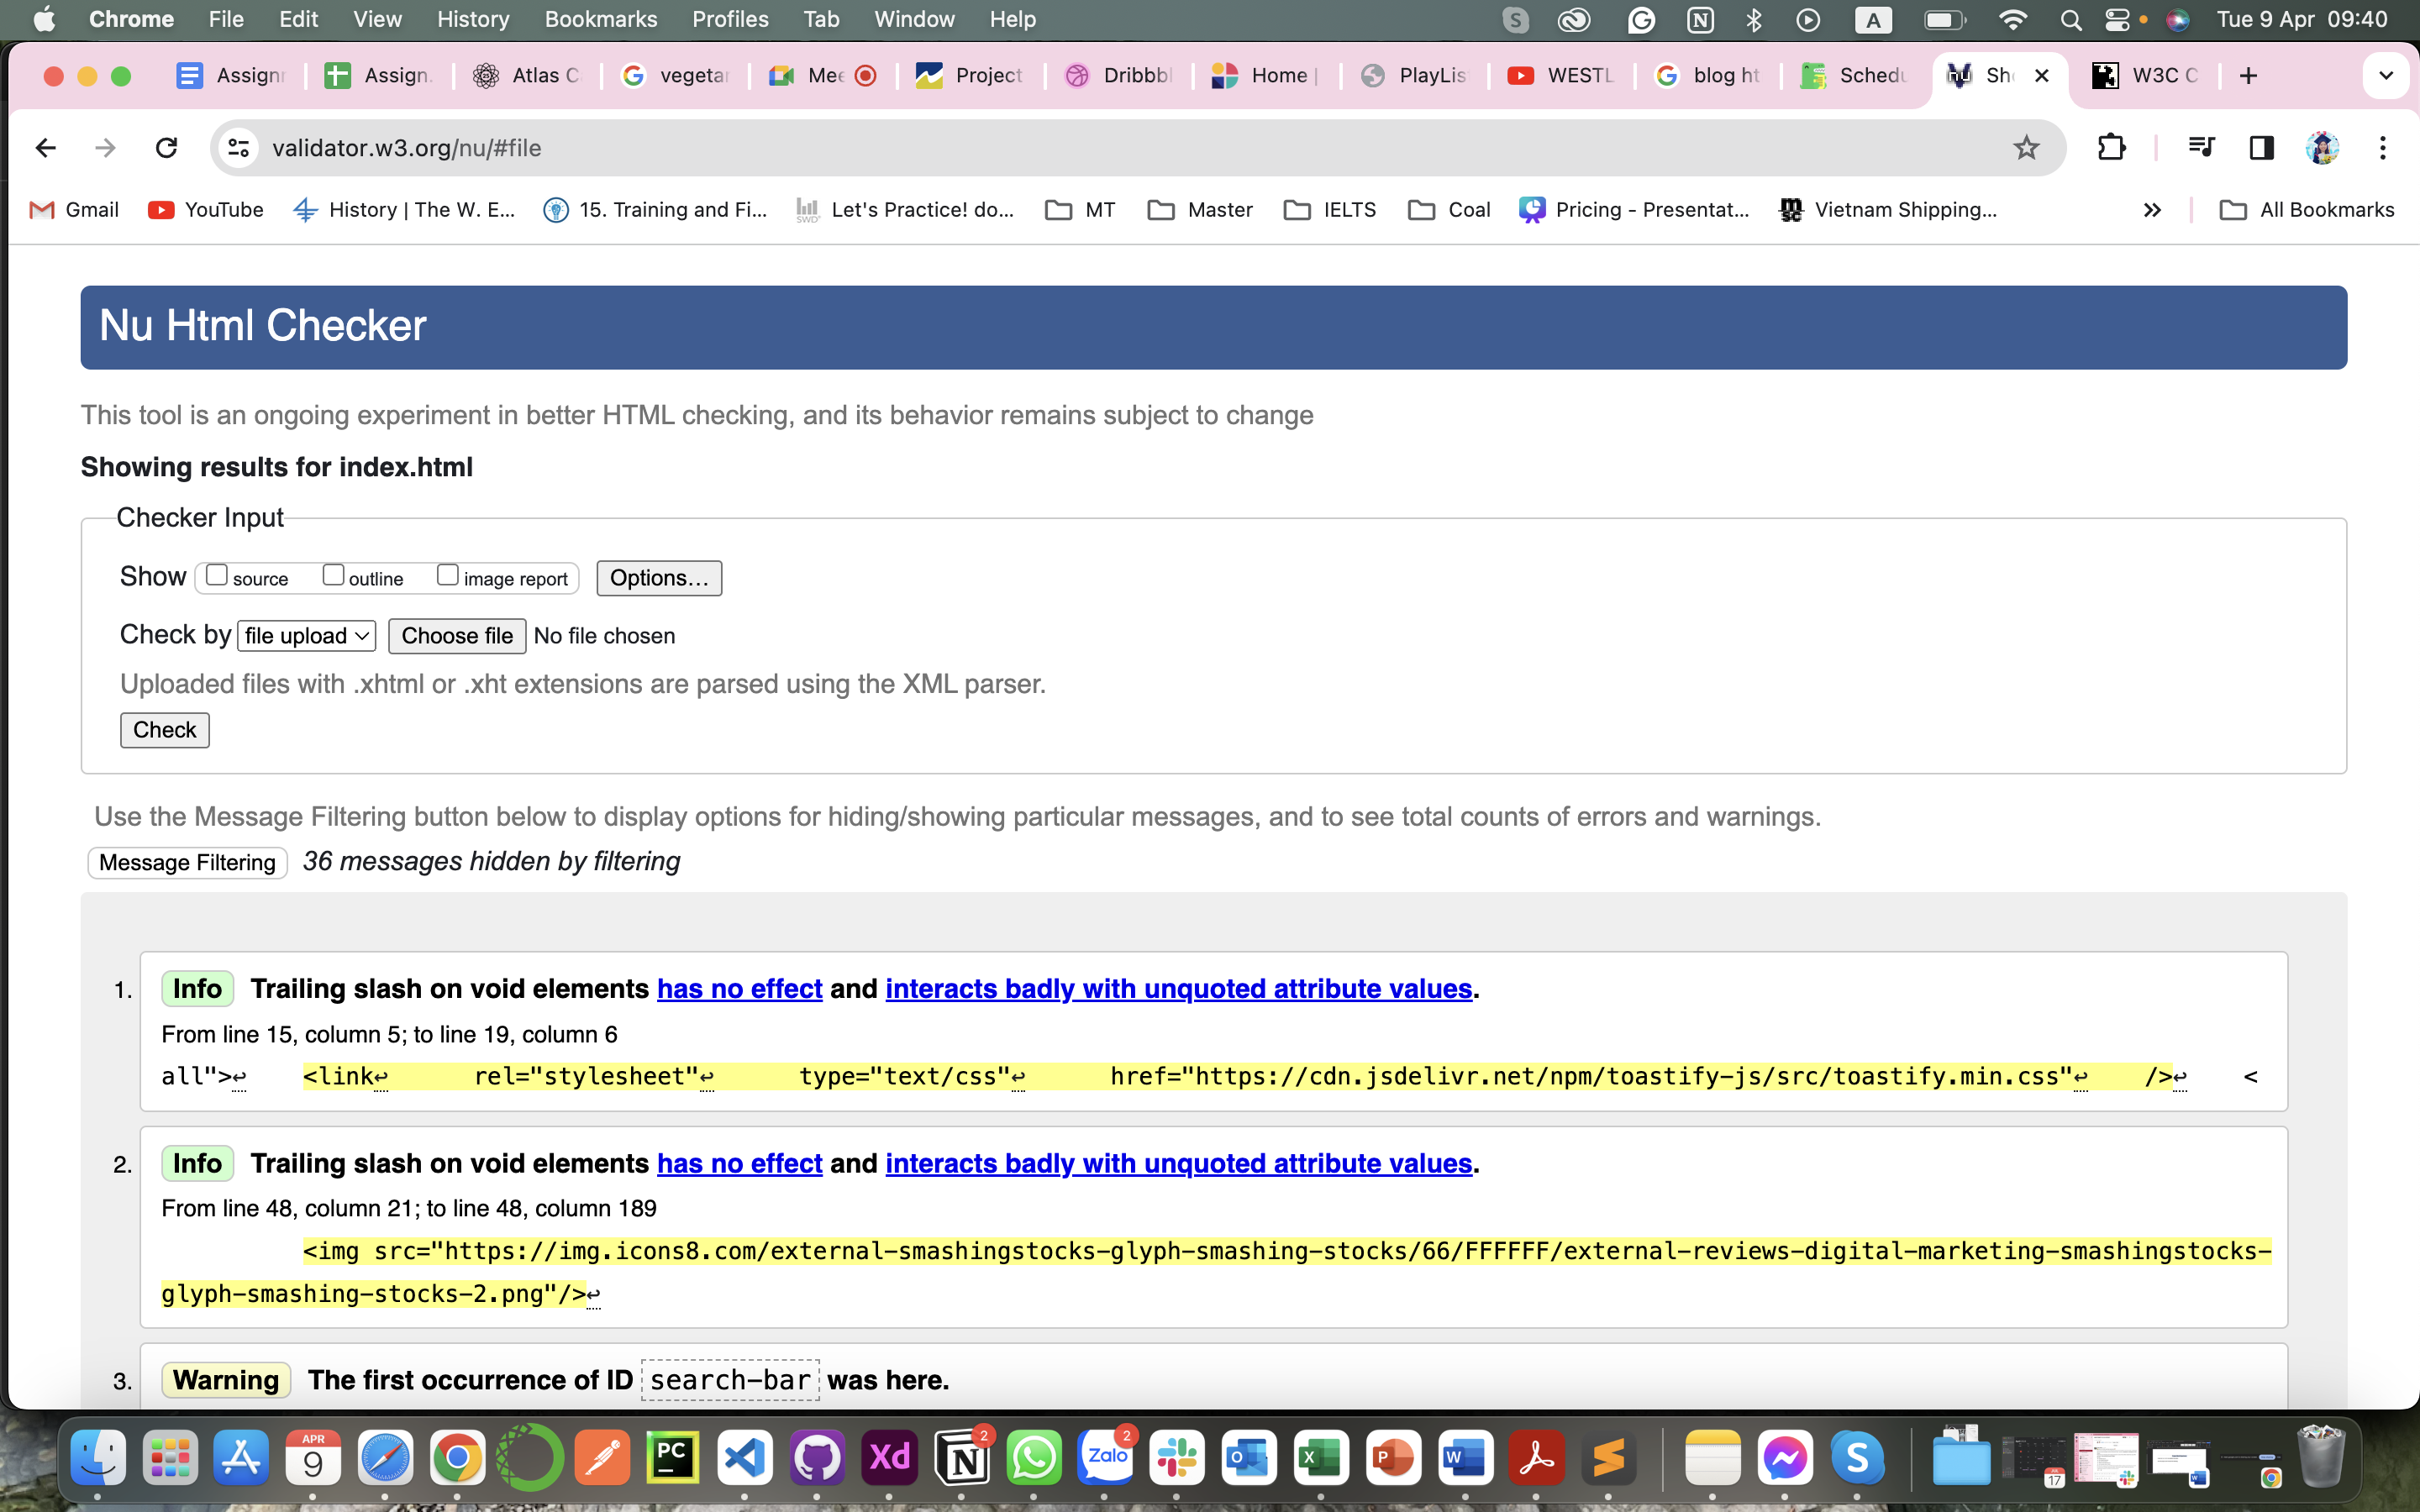 Chrome File Edit View History Bookmarks Profiles Tab Window Help Tue 9 Apr 09:40
Assignr Assign. Atlas C vegetar Mee Project Dribbbl Home | PlayLis WESTL blog ht Schedu Sh W3C C
validator.w3.org/nu/#file
Gmail YouTube History | The W. E... 15. Training and Fi... Let's Practice! do... MT Master IELTS Coal Pricing - Presentat... Vietnam Shipping... All Bookmarks
Nu Html Checker
This tool is an ongoing experiment in better HTML checking, and its behavior remains subject to change
Showing results for index.html
Checker Input
Show source outline image report Options...
Check by file upload Choose file No file chosen
Uploaded files with .xhtml or .xht extensions are parsed using the XML parser.
Check
Use the Message Filtering button below to display options for hiding/showing particular messages, and to see total counts of errors and warnings.
Message Filtering 36 messages hidden by filtering
1. Info Trailing slash on void elements has no effect and interacts badly with unquoted attribute values.
From line 15, column 5; to line 19, column 6
all">↩ <link↩ rel="stylesheet"↩ type="text/css"↩ href="https://cdn.jsdelivr.net/npm/toastify-js/src/toastify.min.css"↩ />↩ <
2. Info Trailing slash on void elements has no effect and interacts badly with unquoted attribute values.
From line 48, column 21; to line 48, column 189
<img src="https://img.icons8.com/external-smashingstocks-glyph-smashing-stocks/66/FFFFFF/external-reviews-digital-marketing-smashingstocks-
glyph-smashing-stocks-2.png"/>↩
3. Warning The first occurrence of ID search-bar was here.
APR 9 PC Xd N 2 Zalo 2 X P W S 17